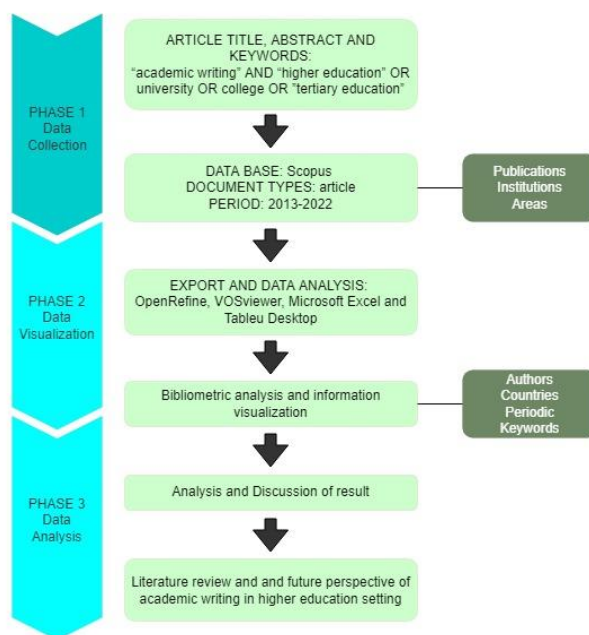 PHASE 1
Data
Collection
ARTICLE TITLE, ABSTRACT AND
KEYWORDS:
“academic writing” AND “higher education” OR
university OR college OR ”tertiary education”
DATA BASE: Scopus
DOCUMENT TYPES: article
PERIOD: 2013-2022
Publications
Institutions
Areas
PHASE 2
Data
Visualization
EXPORT AND DATA ANALYSIS:
OpenRefine, VOSviewer, Microsoft Excel and
Tableu Desktop
Bibliometric analysis and information
visualization
Authors
Countries
Periodic
Keywords
PHASE 3
Data
Analysis
Analysis and Discussion of result
Literature review and and future perspective of
academic writing in higher education setting